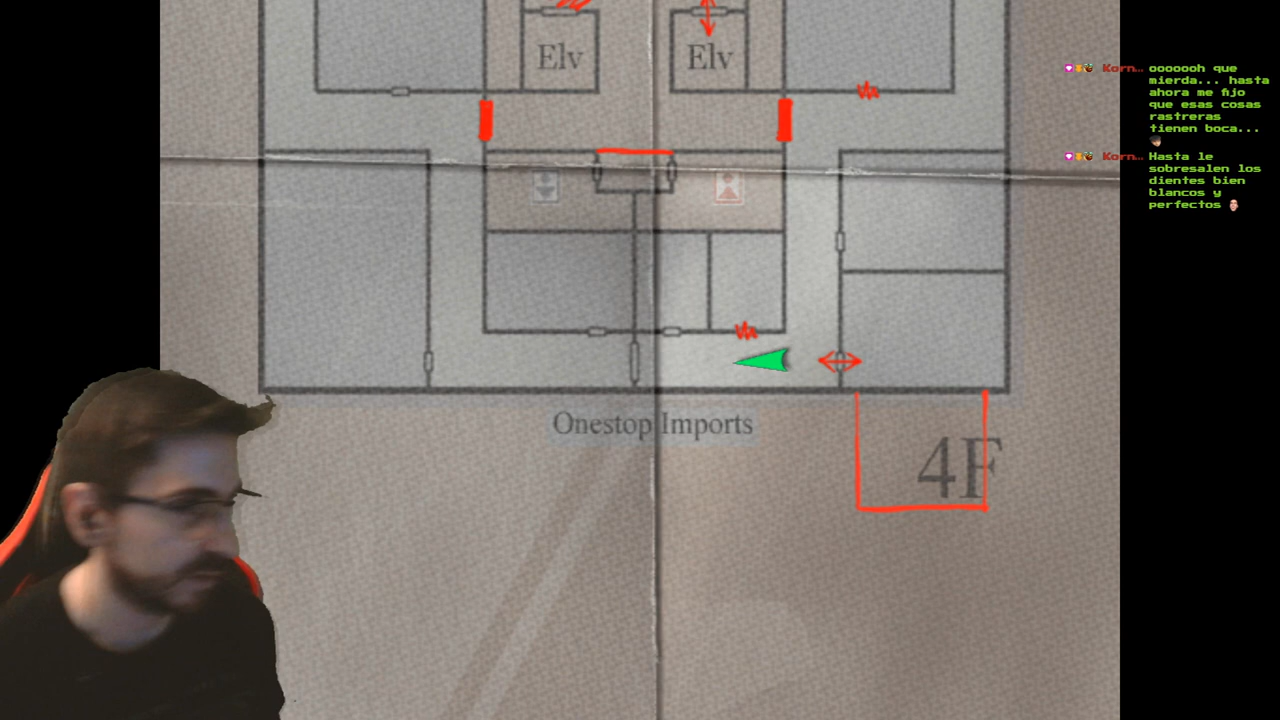 Elv
Elv
Onestop Imports
4F
Korn… ooooooh que
mierda... hasta
ahora me fijo
que esas cosas
rastreras
tienen boca...
Korn… Hasta le
sobresalen los
dientes bien
blancos y
perfectos